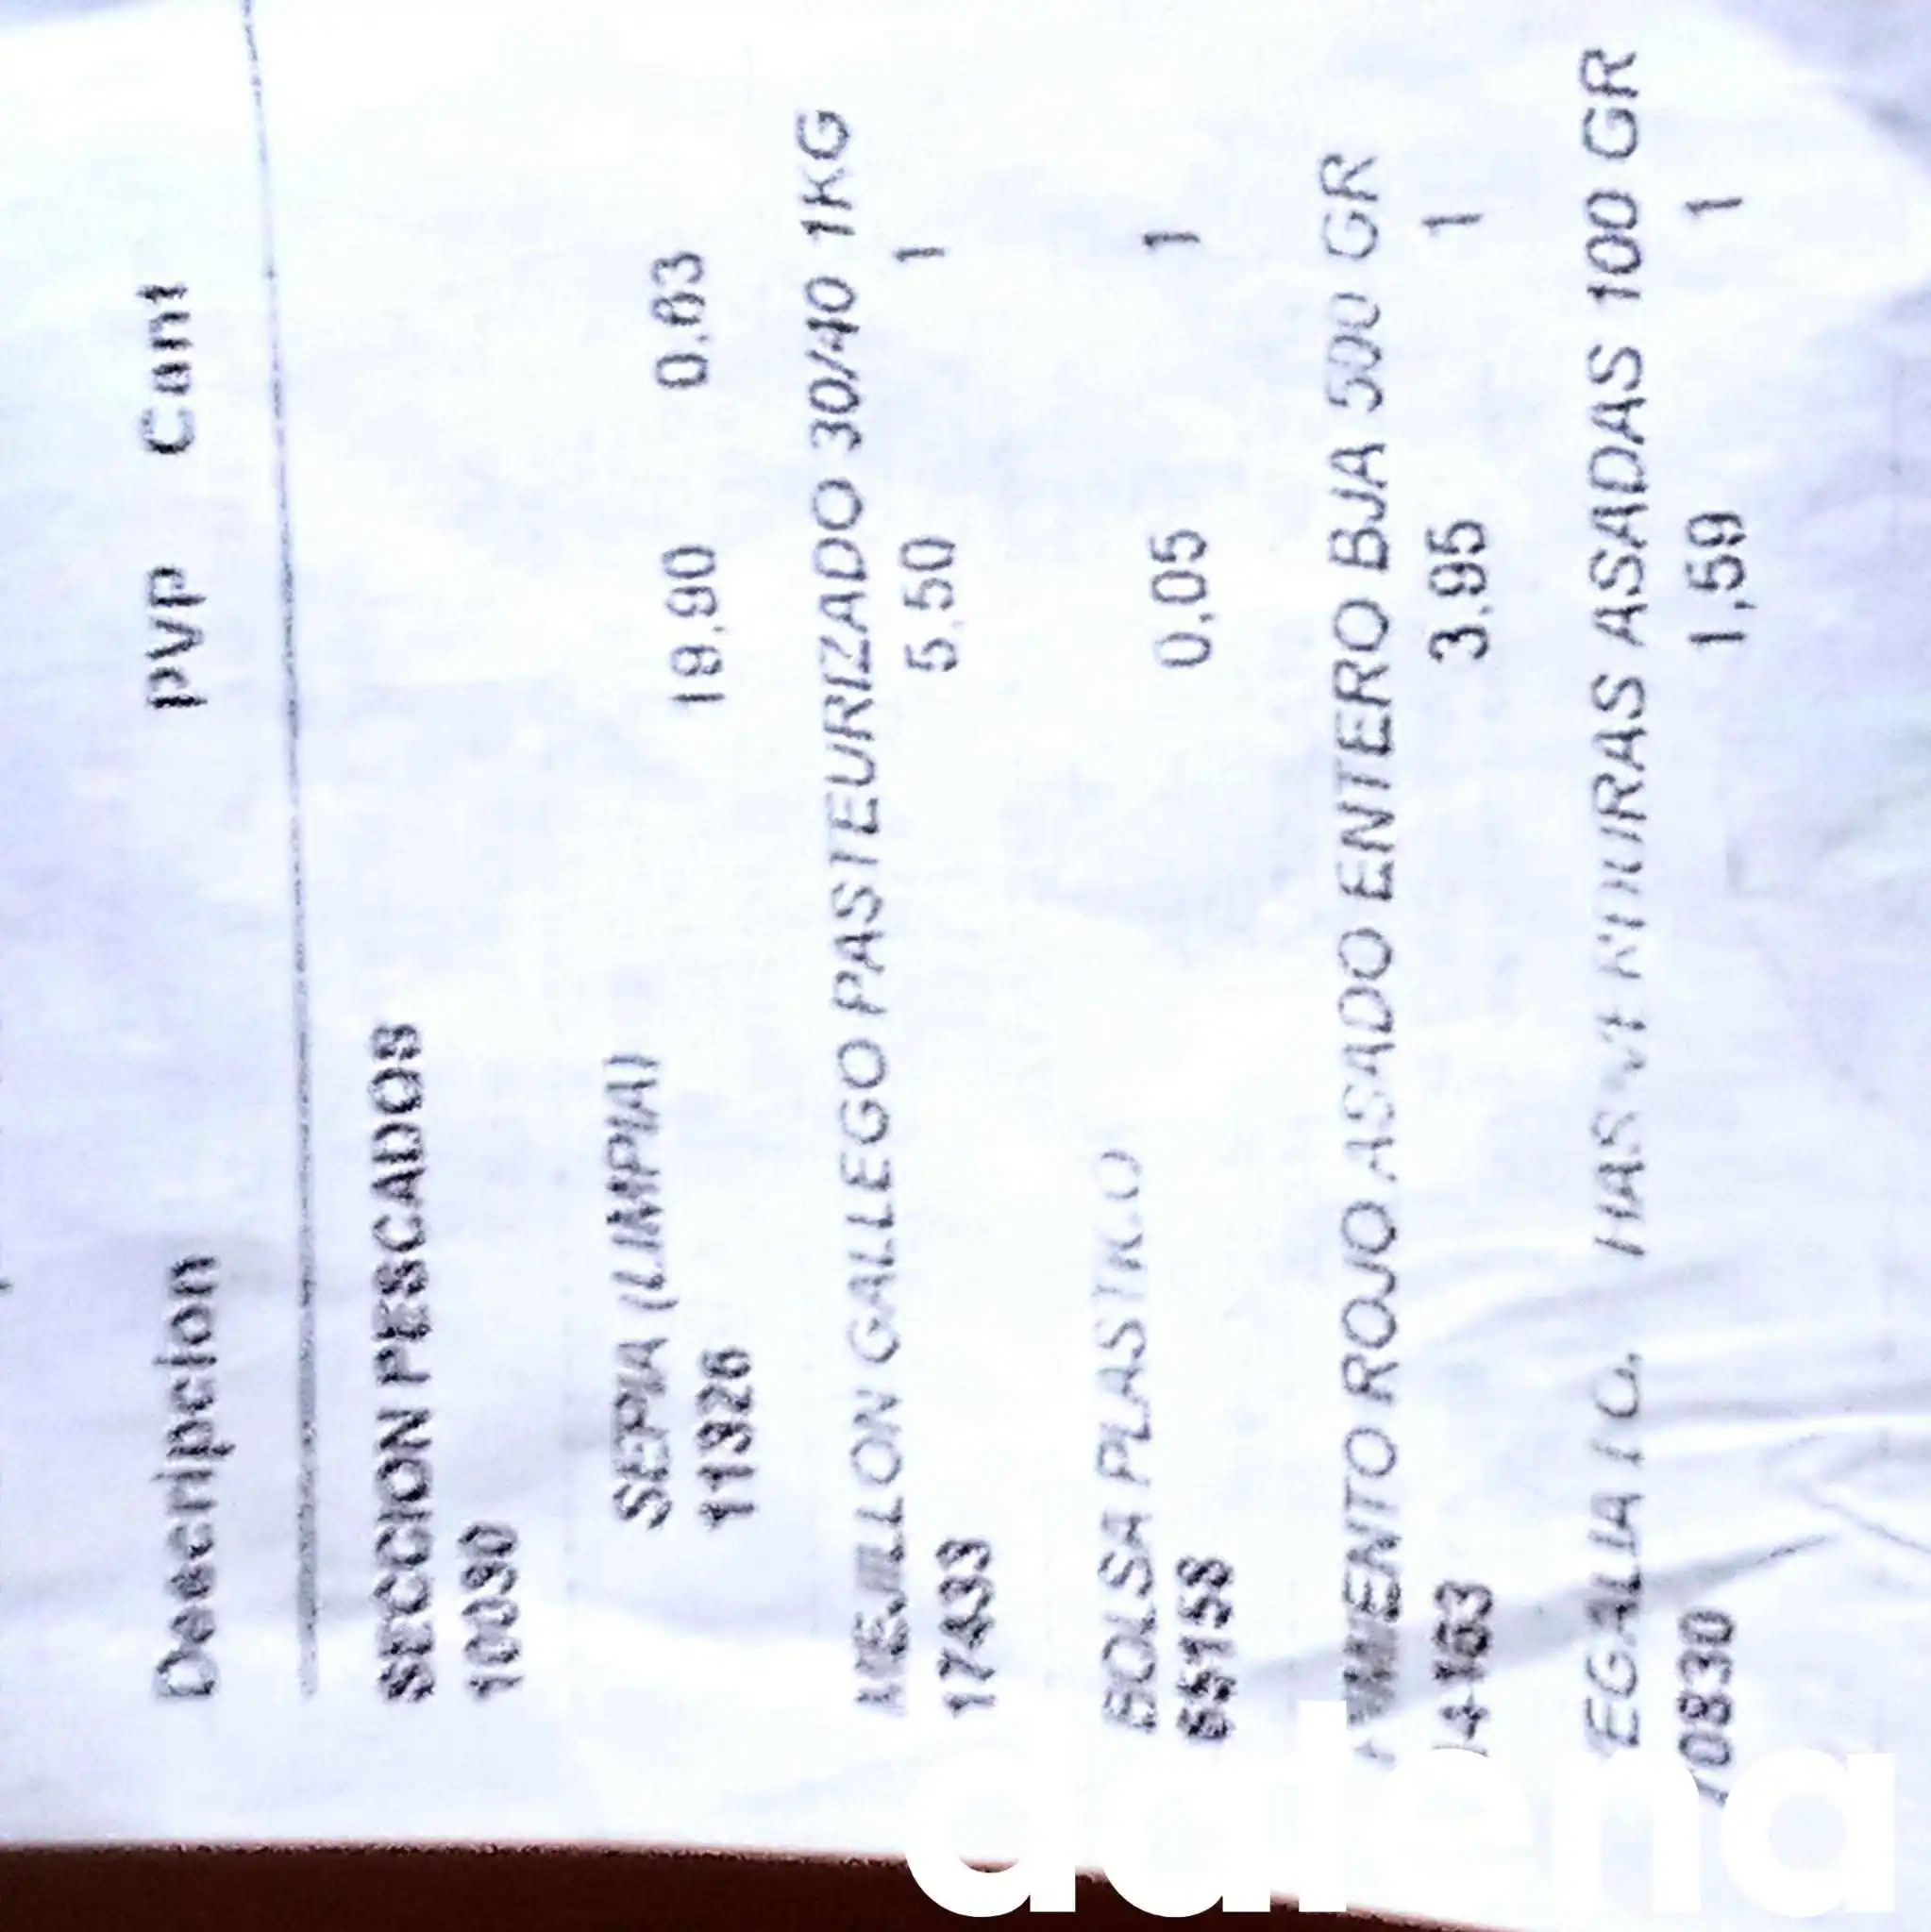 Descripcion PVP Cant
SECCION PESCADOS
10030
SEPIA (LIMPIA)
11326 19,90 0,63
MEJILLON GALLEGO PASTEURIZADO 30/40 1KG
17433 5,50 1
BOLSA PLASTICO
0,05 1
ROJO ASADO ENTERO BJA 500 GR
3,95 1
ASADAS 100 GR
1,59 1